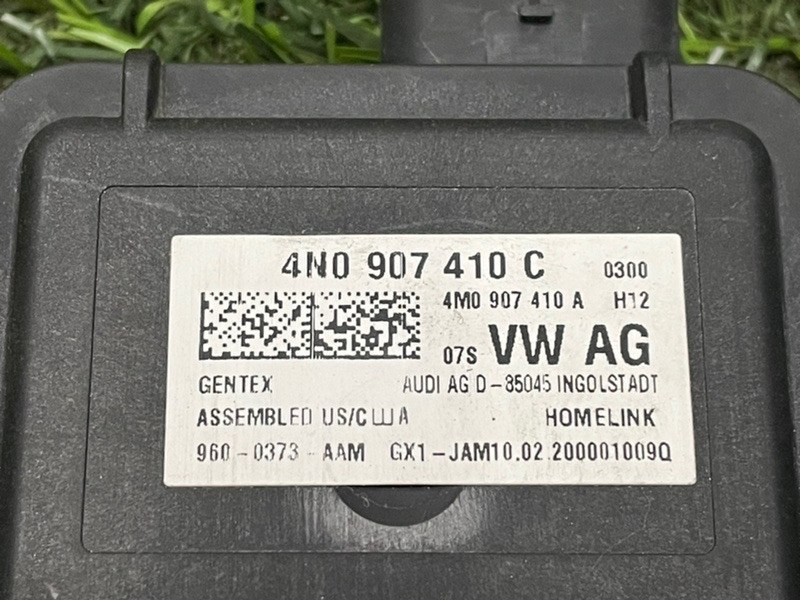 4N0 907 410 C 0300
4M0 907 410 A H12
07S VW AG
GENTEX AUDI AG D-85045 INGOLSTADT
ASSEMBLED US/CША HOMELINK
960-0373-AAM GX1-JAM10.02.200001009Q